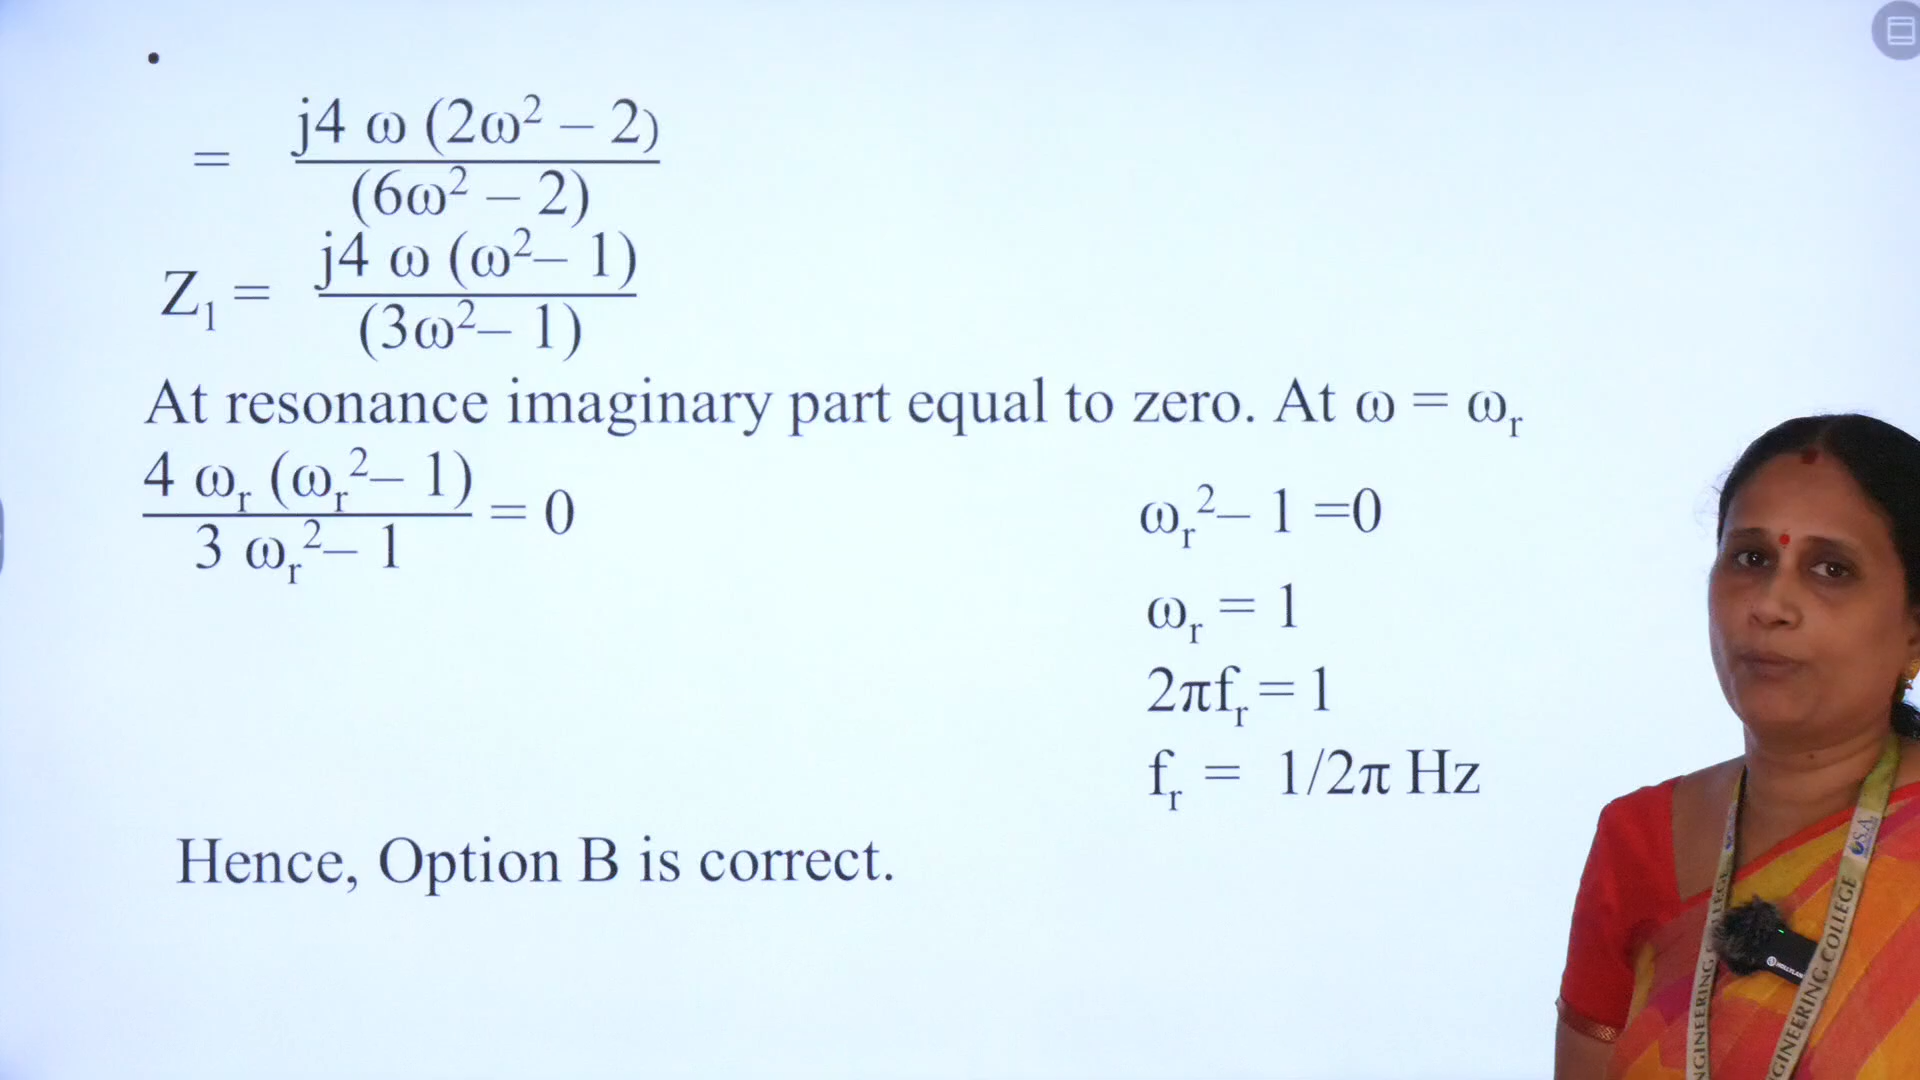 •
= j4 ω (2ω² – 2) / (6ω² – 2)
Z₁ = j4 ω (ω² – 1) / (3ω² – 1)
At resonance imaginary part equal to zero. At ω = ωᵣ
4 ωᵣ (ωᵣ² – 1) / 3 ωᵣ² – 1 = 0
ωᵣ² – 1 =0
ωᵣ = 1
2πfᵣ = 1
fᵣ = 1/2π Hz
Hence, Option B is correct.
ENGINEERING COLLEGE